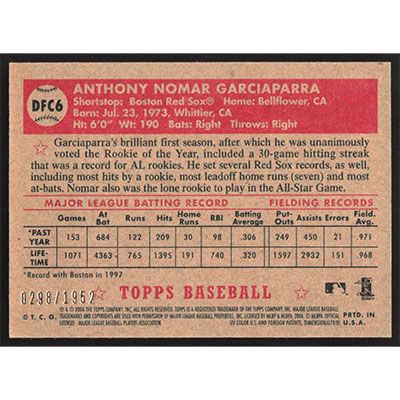 DFC6
ANTHONY NOMAR GARCIAPARRA
Shortstop: Boston Red Sox® Home: Bellflower, CA
Born: Jul. 23, 1973, Whittier, CA
Ht: 6'0" Wt: 190 Bats: Right Throws: Right
Garciaparra's brilliant first season, after which he was unanimously
voted the Rookie of the Year, included a 30-game hitting streak
that was a record for AL rookies. He set several Red Sox records, as well,
including most hits by a rookie, most leadoff home runs (seven) and most
at-bats. Nomar also was the lone rookie to play in the All-Star Game.
MAJOR LEAGUE BATTING RECORD FIELDING RECORDS
Games At Bat Runs Hits Home Runs RBI Batting Average Put-Outs Assists Errors Field. Avg.
*PAST YEAR 153 684 122 209 30 98 .306 249 450 21 .971
LIFE-TIME 1071 4363 765 1395 191 740 .320 1597 2932 151 .968
*Record with Boston in 1997
0298/1952
TOPPS BASEBALL
© T. C. G.
PRTD. IN
U.S.A.